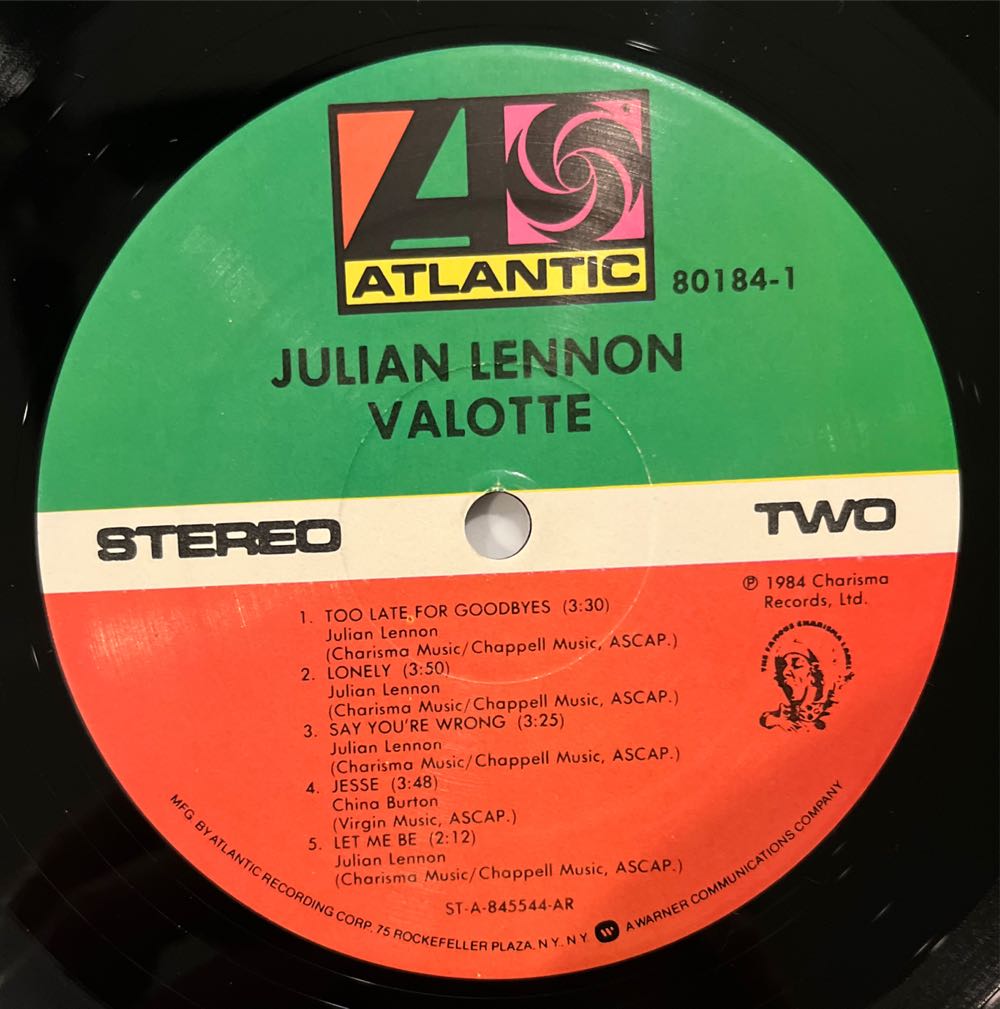 ATLANTIC
80184-1
JULIAN LENNON
VALOTTE
STEREO
TWO
℗ 1984 Charisma
Records, Ltd.
THE FAMOUS CHARISMA LABEL
1. TOO LATE FOR GOODBYES (3:30)
Julian Lennon
(Charisma Music/Chappell Music, ASCAP.)
2. LONELY (3:50)
Julian Lennon
(Charisma Music/Chappell Music, ASCAP.)
3. SAY YOU'RE WRONG (3:25)
Julian Lennon
(Charisma Music/Chappell Music, ASCAP.)
4. JESSE (3:48)
China Burton
(Virgin Music, ASCAP.)
5. LET ME BE (2:12)
Julian Lennon
(Charisma Music/Chappell Music, ASCAP.)
ST-A-845544-AR
MFG. BY ATLANTIC RECORDING CORP. 75 ROCKEFELLER PLAZA, N.Y. N.Y. W A WARNER COMMUNICATIONS COMPANY